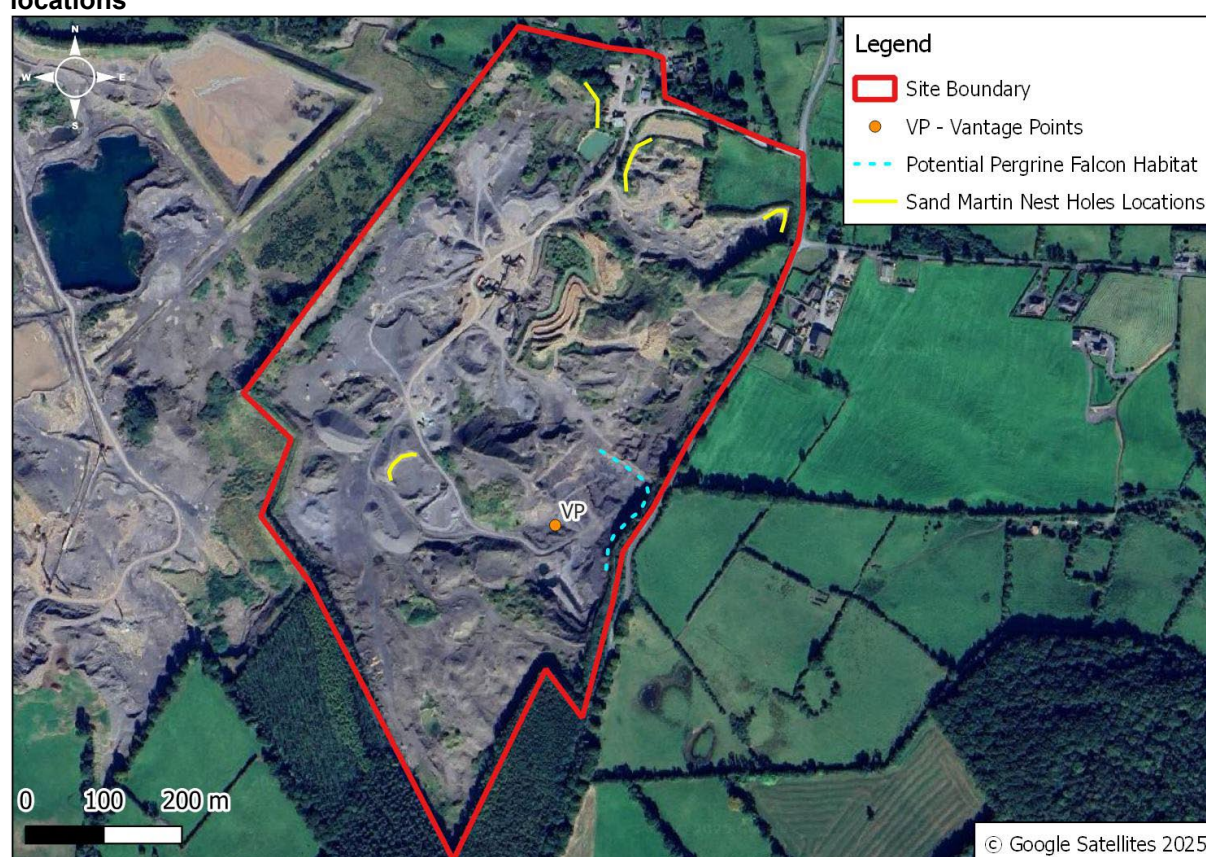 locations
N
W E
S
Legend
Site Boundary
VP - Vantage Points
Potential Pergrine Falcon Habitat
Sand Martin Nest Holes Locations
VP
0 100 200 m
© Google Satellites 2025